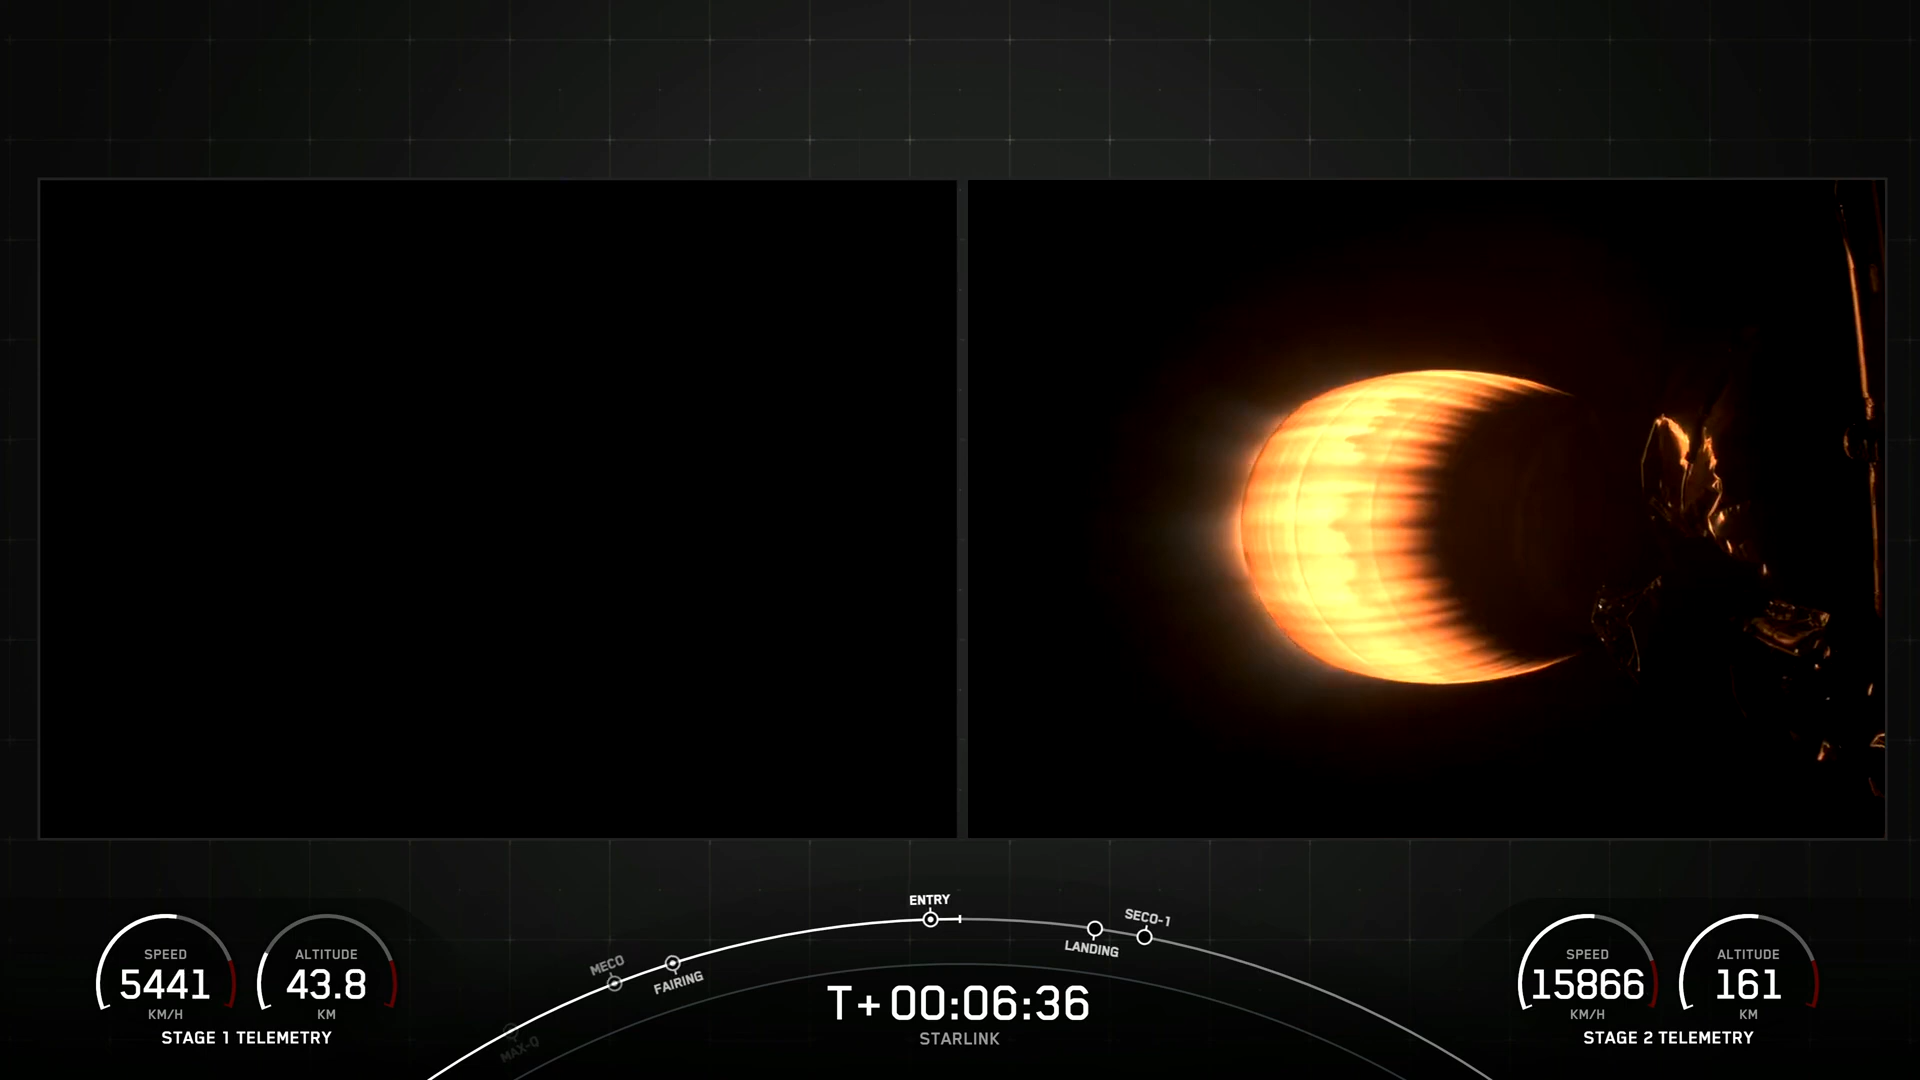 ENTRY
SECO-1
LANDING
MECO
FAIRING
MAX-Q
SPEED
5441
KM/H
ALTITUDE
43.8
KM
STAGE 1 TELEMETRY
T+00:06:36
STARLINK
SPEED
15866
KM/H
ALTITUDE
161
KM
STAGE 2 TELEMETRY